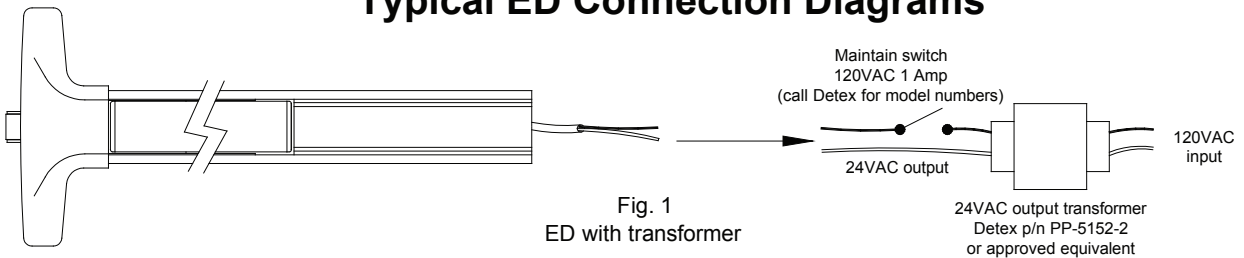 Typical ED Connection Diagrams
Maintain switch
120VAC 1 Amp
(call Detex for model numbers)
24VAC output
120VAC
input
24VAC output transformer
Detex p/n PP-5152-2
or approved equivalent
Fig. 1
ED with transformer